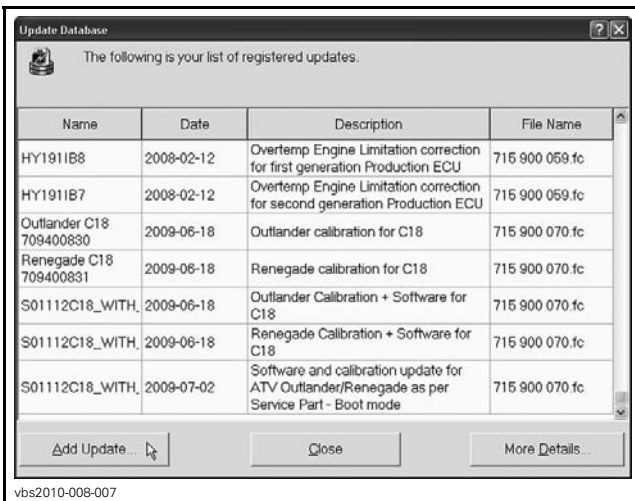 Update Database
The following is your list of registered updates.
Name Date Description File Name
HY191IB8 2008-02-12 Overtemp Engine Limitation correction for first generation Production ECU 715 900 059.fc
HY191IB7 2008-02-12 Overtemp Engine Limitation correction for second generation Production ECU 715 900 059.fc
Outlander C18 709400830 2009-06-18 Outlander calibration for C18 715 900 070.fc
Renegade C18 709400831 2009-06-18 Renegade calibration for C18 715 900 070.fc
S01112C18_WITH_ 2009-06-18 Outlander Calibration + Software for C18 715 900 070.fc
S01112C18_WITH_ 2009-06-18 Renegade Calibration + Software for C18 715 900 070.fc
S01112C18_WITH_ 2009-07-02 Software and calibration update for ATV Outlander/Renegade as per Service Part - Boot mode 715 900 070.fc
Add Update... Close More Details...
vbs2010-008-007